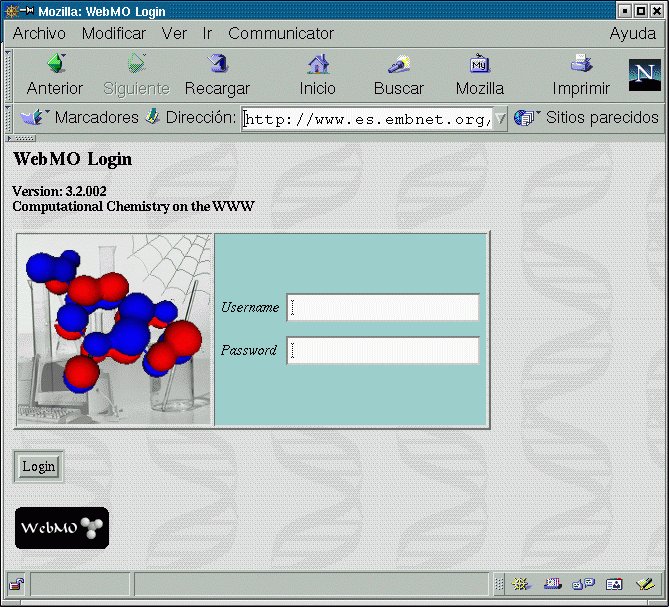 Mozilla: WebMO Login
Archivo Modificar Ver Ir Communicator Ayuda
Anterior Siguiente Recargar Inicio Buscar Mozilla Imprimir
My
N
Marcadores Dirección: http://www.es.embnet.org, Sitios parecidos
WebMO Login
Version: 3.2.002
Computational Chemistry on the WWW
Username
Password
Login
WebMO